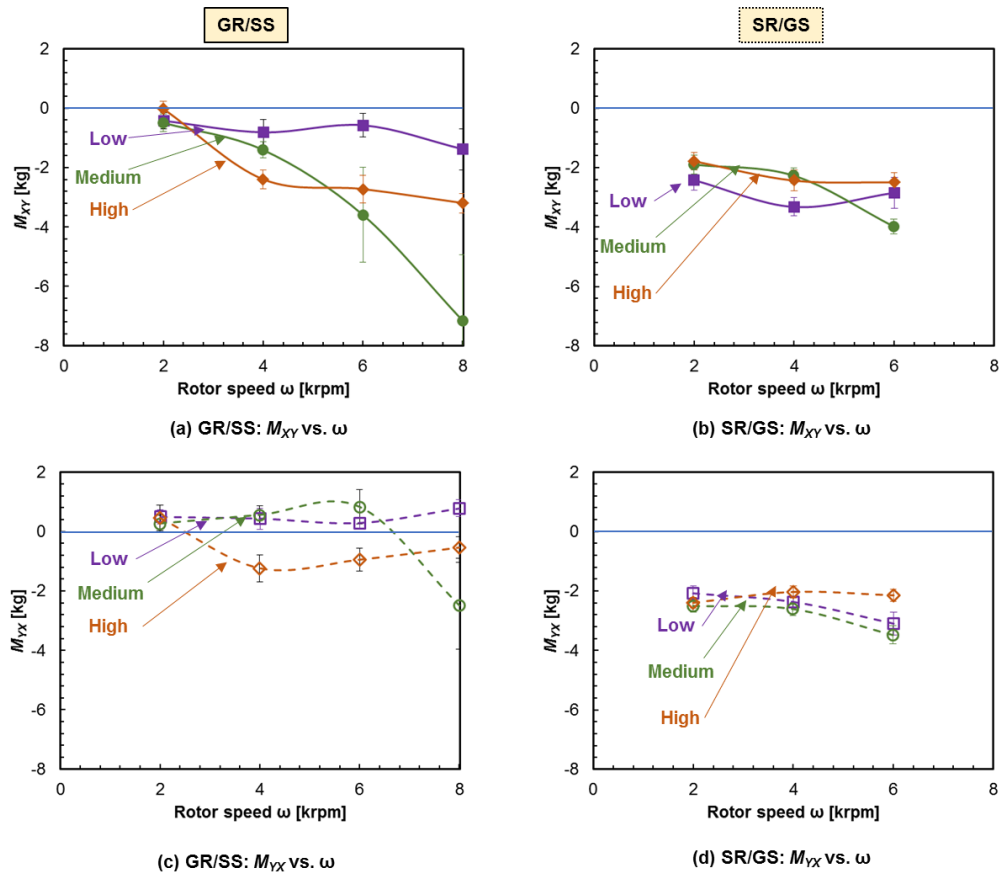 GR/SS
SR/GS
2
0
-2
-4
-6
-8
M_XY [kg]
Low
Medium
High
0 2 4 6 8
Rotor speed ω [krpm]
(a) GR/SS: M_XY vs. ω
2
0
-2
-4
-6
-8
M_XY [kg]
Low
Medium
High
0 2 4 6 8
Rotor speed ω [krpm]
(b) SR/GS: M_XY vs. ω
2
0
-2
-4
-6
-8
M_YX [kg]
Low
Medium
High
0 2 4 6 8
Rotor speed ω [krpm]
(c) GR/SS: M_YX vs. ω
2
0
-2
-4
-6
-8
M_YX [kg]
Low
Medium
High
0 2 4 6 8
Rotor speed ω [krpm]
(d) SR/GS: M_YX vs. ω